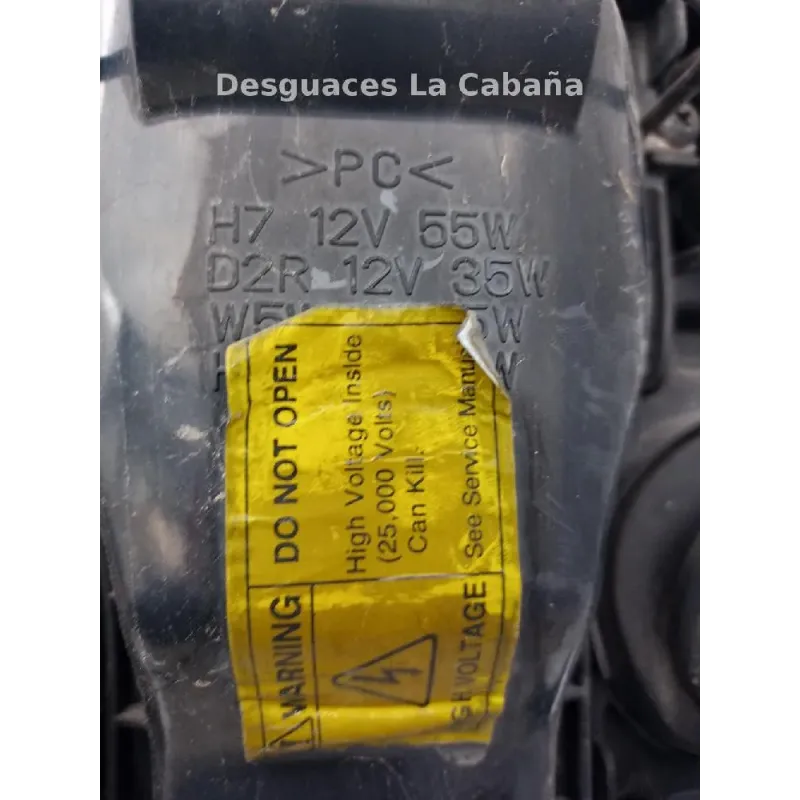 Desguaces La Cabaña
>PC<
H7 12V 55W
D2R 12V 35W
DO NOT OPEN
High Voltage Inside
(25,000 Volts)
Can Kill.
See Service
WARNING
VOLTAGE